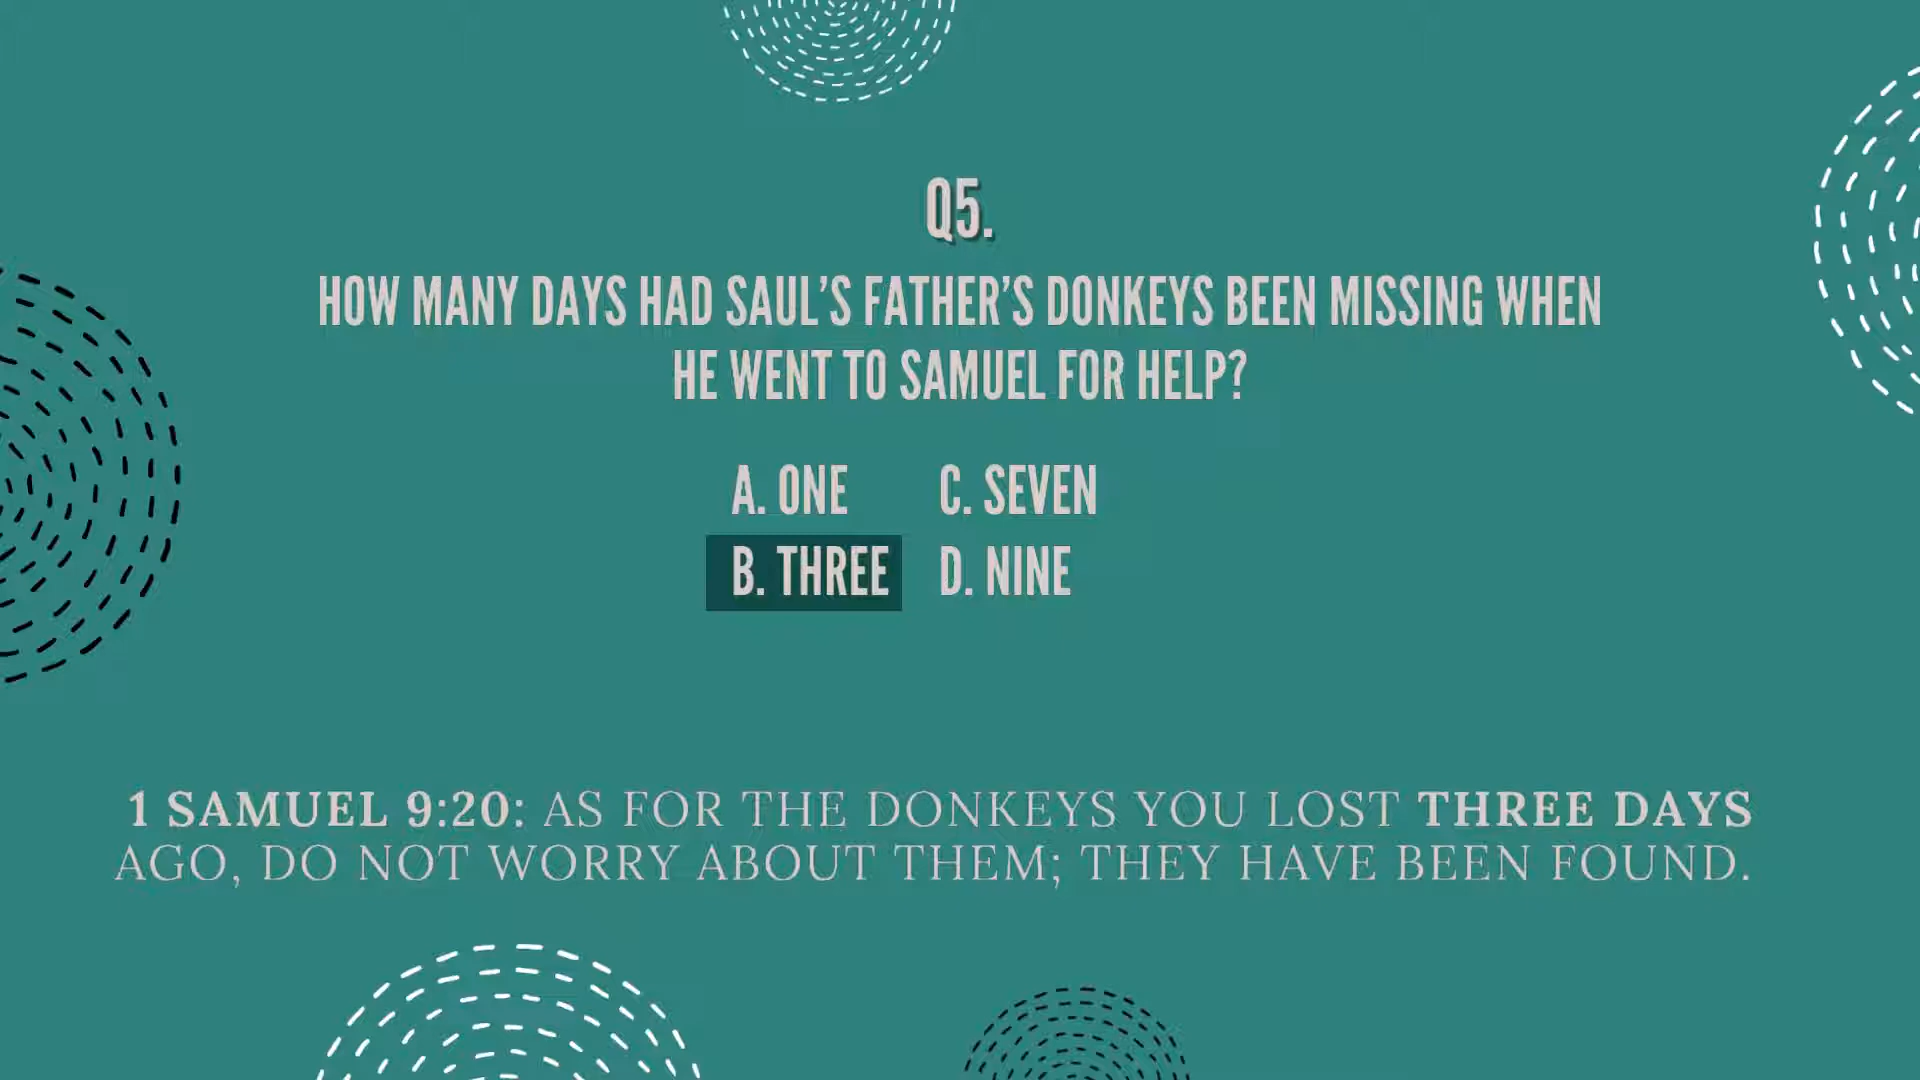 Q5.
HOW MANY DAYS HAD SAUL'S FATHER'S DONKEYS BEEN MISSING WHEN
HE WENT TO SAMUEL FOR HELP?
A. ONE
B. THREE
C. SEVEN
D. NINE
1 SAMUEL 9:20: AS FOR THE DONKEYS YOU LOST THREE DAYS
AGO, DO NOT WORRY ABOUT THEM; THEY HAVE BEEN FOUND.